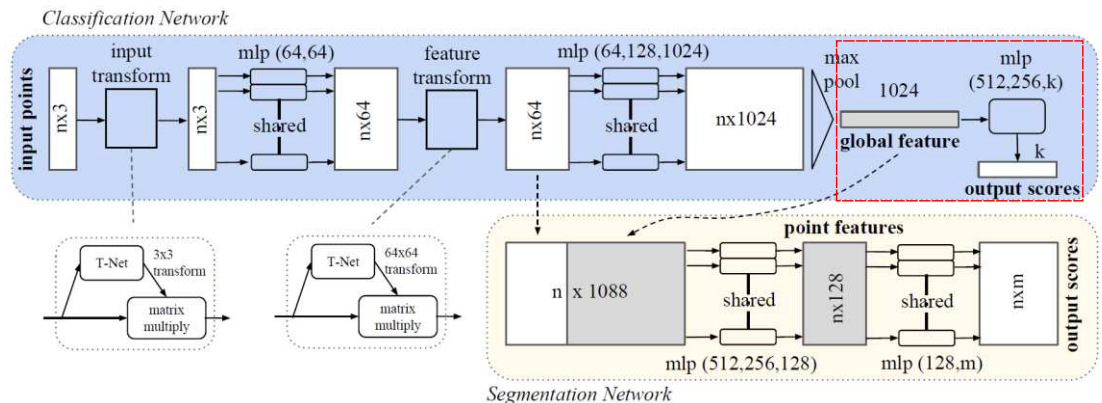 Classification Network
input points
nx3
input
transform
nx3
mlp (64,64)
shared
nx64
feature
transform
nx64
mlp (64,128,1024)
shared
nx1024
max
pool
1024
global feature
mlp
(512,256,k)
k
output scores
T-Net
3x3
transform
matrix
multiply
T-Net
64x64
transform
matrix
multiply
point features
n x 1088
shared
mlp (512,256,128)
nx128
shared
mlp (128,m)
nxm
output scores
Segmentation Network